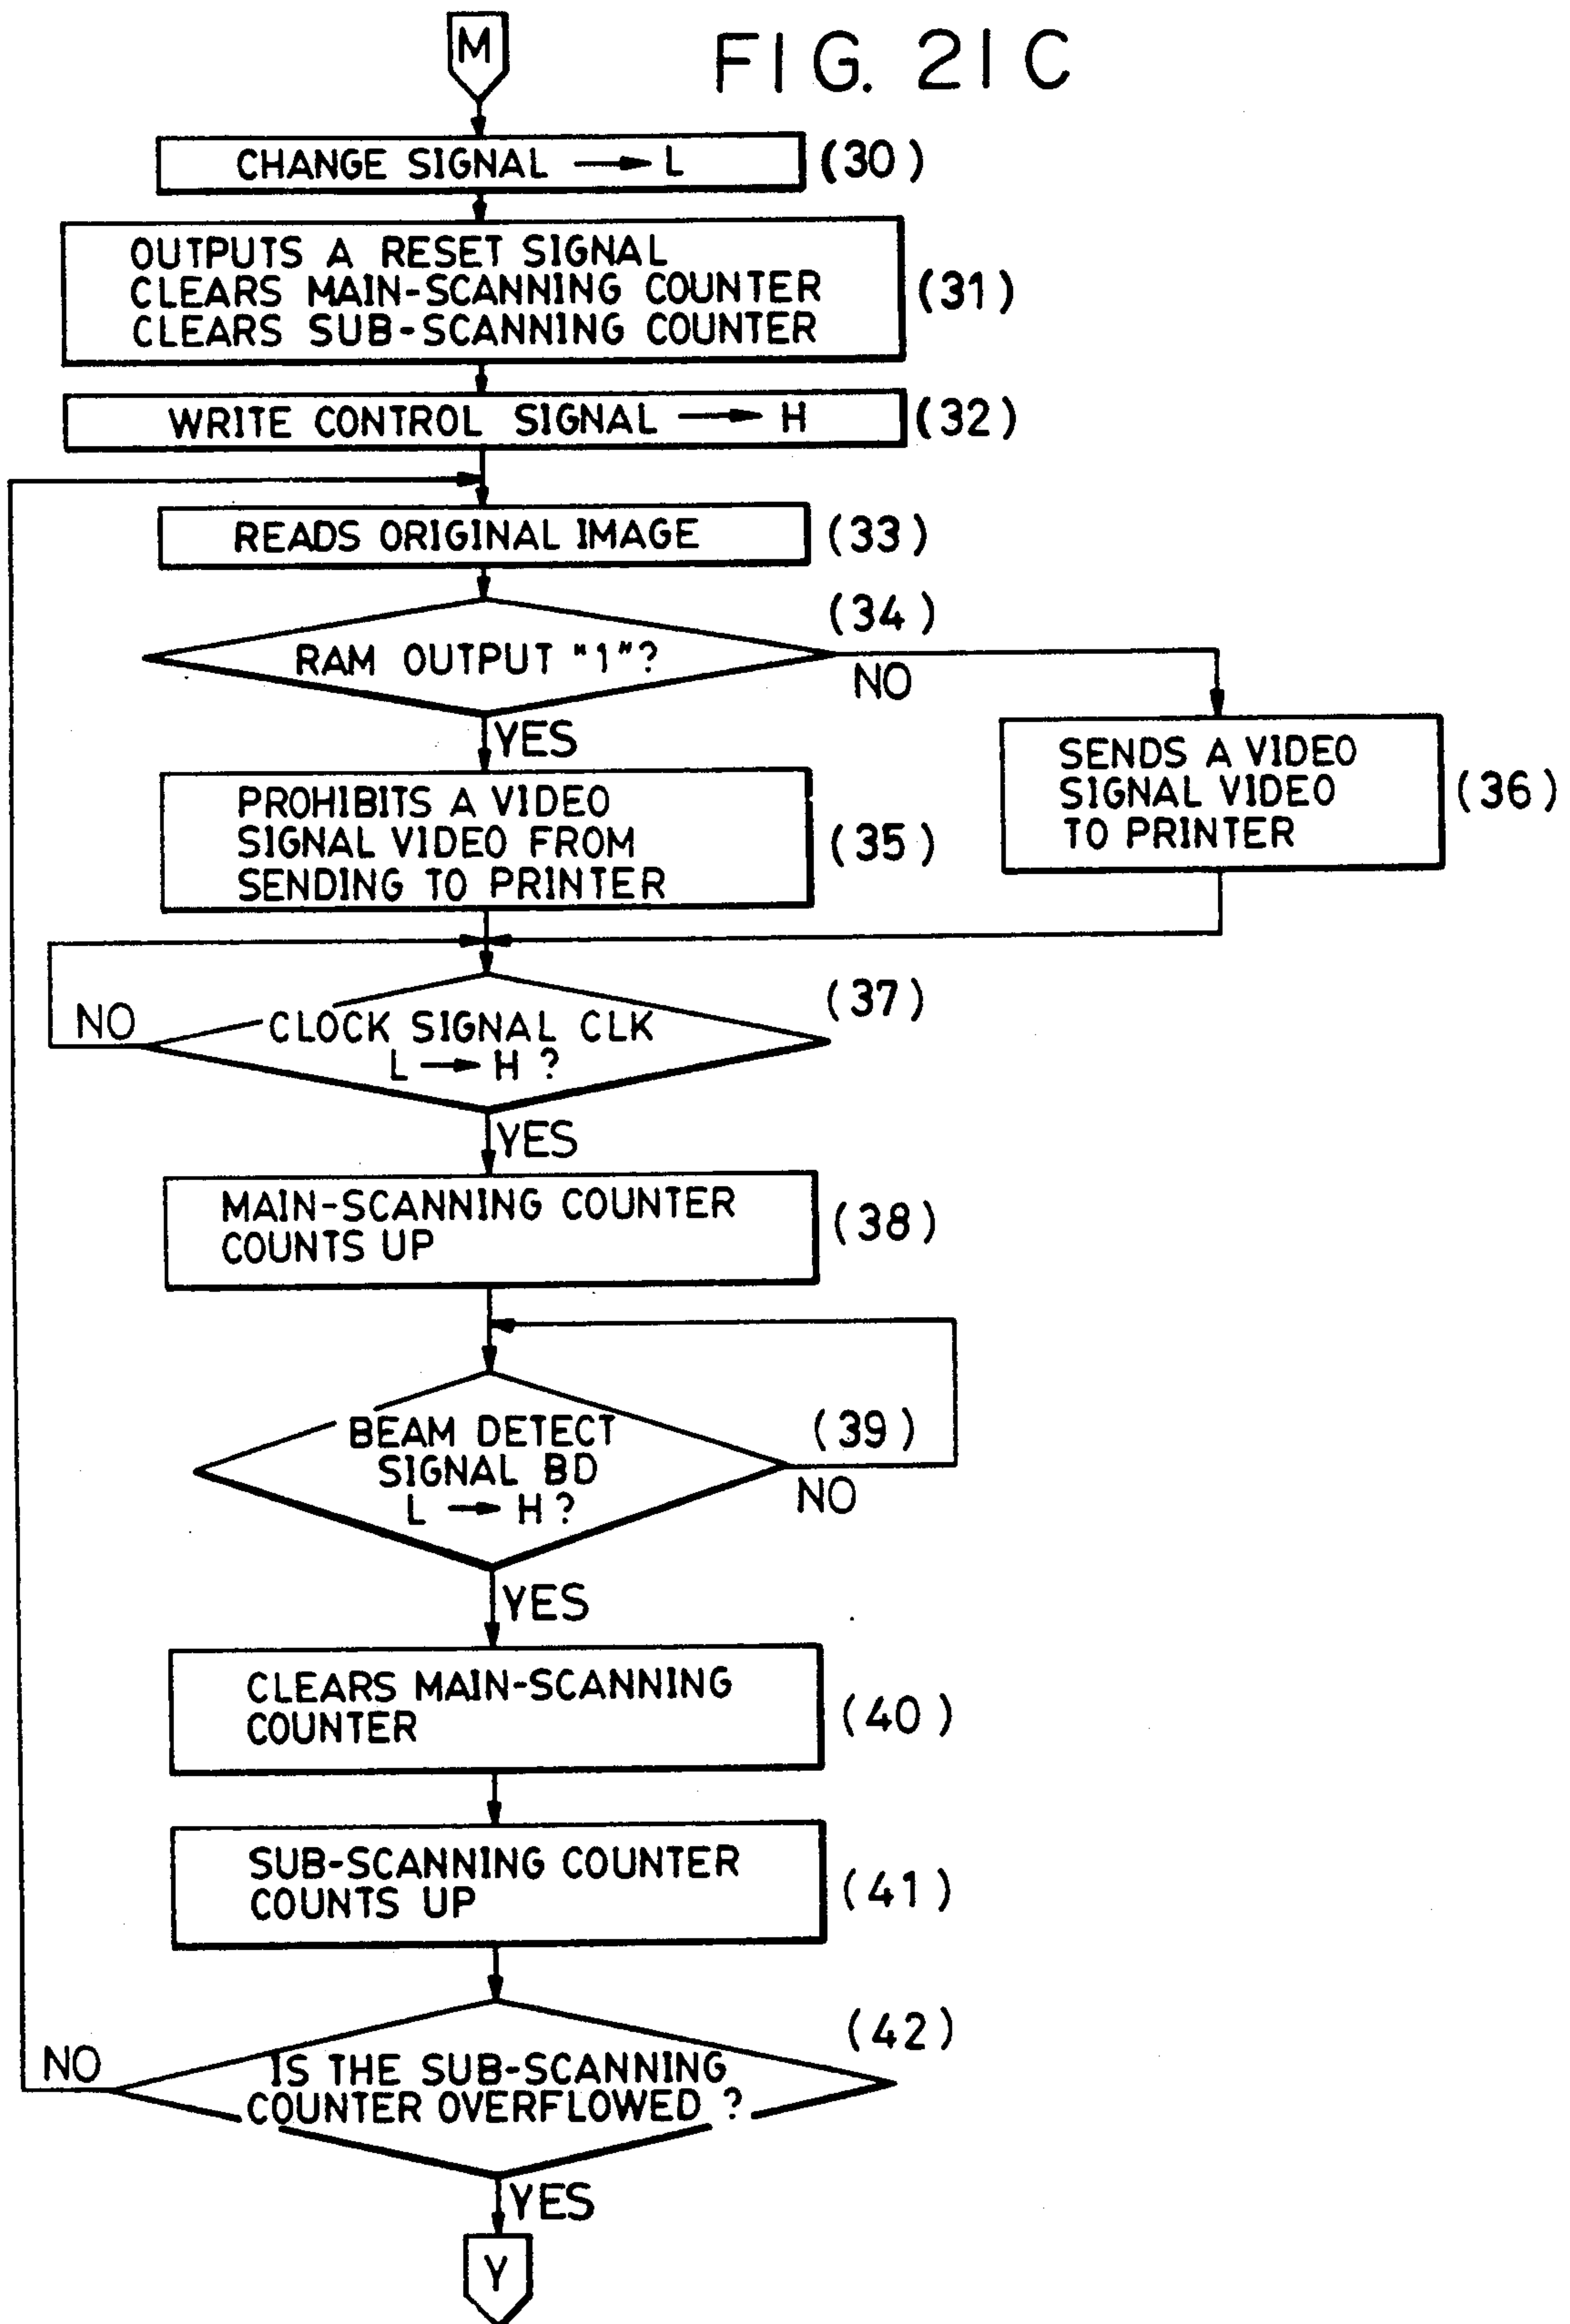 M
FIG. 21C
CHANGE SIGNAL → L (30)
OUTPUTS A RESET SIGNAL
CLEARS MAIN-SCANNING COUNTER
CLEARS SUB-SCANNING COUNTER
(31)
WRITE CONTROL SIGNAL → H (32)
READS ORIGINAL IMAGE (33)
(34)
RAM OUTPUT "1"?
NO
YES
PROHIBITS A VIDEO
SIGNAL VIDEO FROM
SENDING TO PRINTER
(35)
SENDS A VIDEO
SIGNAL VIDEO
TO PRINTER
(36)
(37)
NO
CLOCK SIGNAL CLK
L → H ?
YES
MAIN-SCANNING COUNTER
COUNTS UP
(38)
BEAM DETECT
SIGNAL BD
L → H ?
(39)
NO
YES
CLEARS MAIN-SCANNING
COUNTER
(40)
SUB-SCANNING COUNTER
COUNTS UP
(41)
(42)
NO
IS THE SUB-SCANNING
COUNTER OVERFLOWED ?
YES
Y